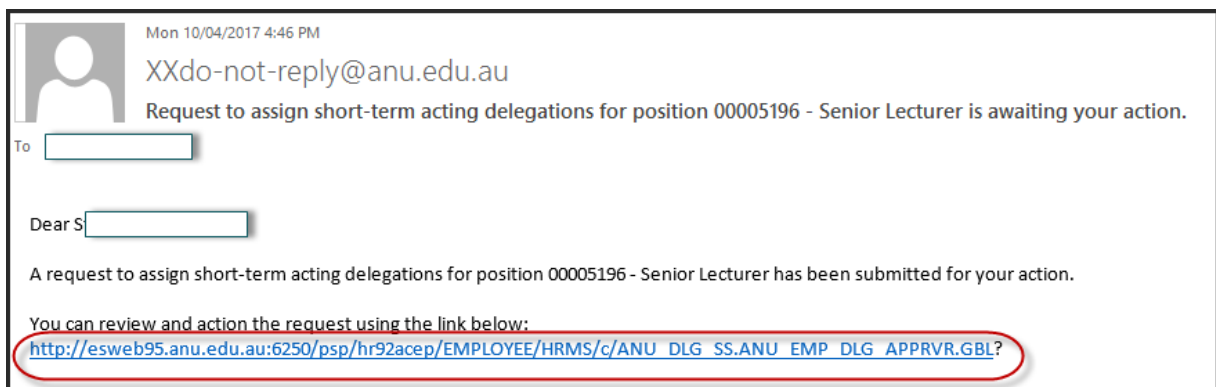 Mon 10/04/2017 4:46 PM
XXdo-not-reply@anu.edu.au
Request to assign short-term acting delegations for position 00005196 - Senior Lecturer is awaiting your action.
To
Dear S
A request to assign short-term acting delegations for position 00005196 - Senior Lecturer has been submitted for your action.
You can review and action the request using the link below:
http://esweb95.anu.edu.au:6250/psp/hr92acep/EMPLOYEE/HRMS/c/ANU_DLG_SS.ANU_EMP_DLG_APPRVR.GBL?